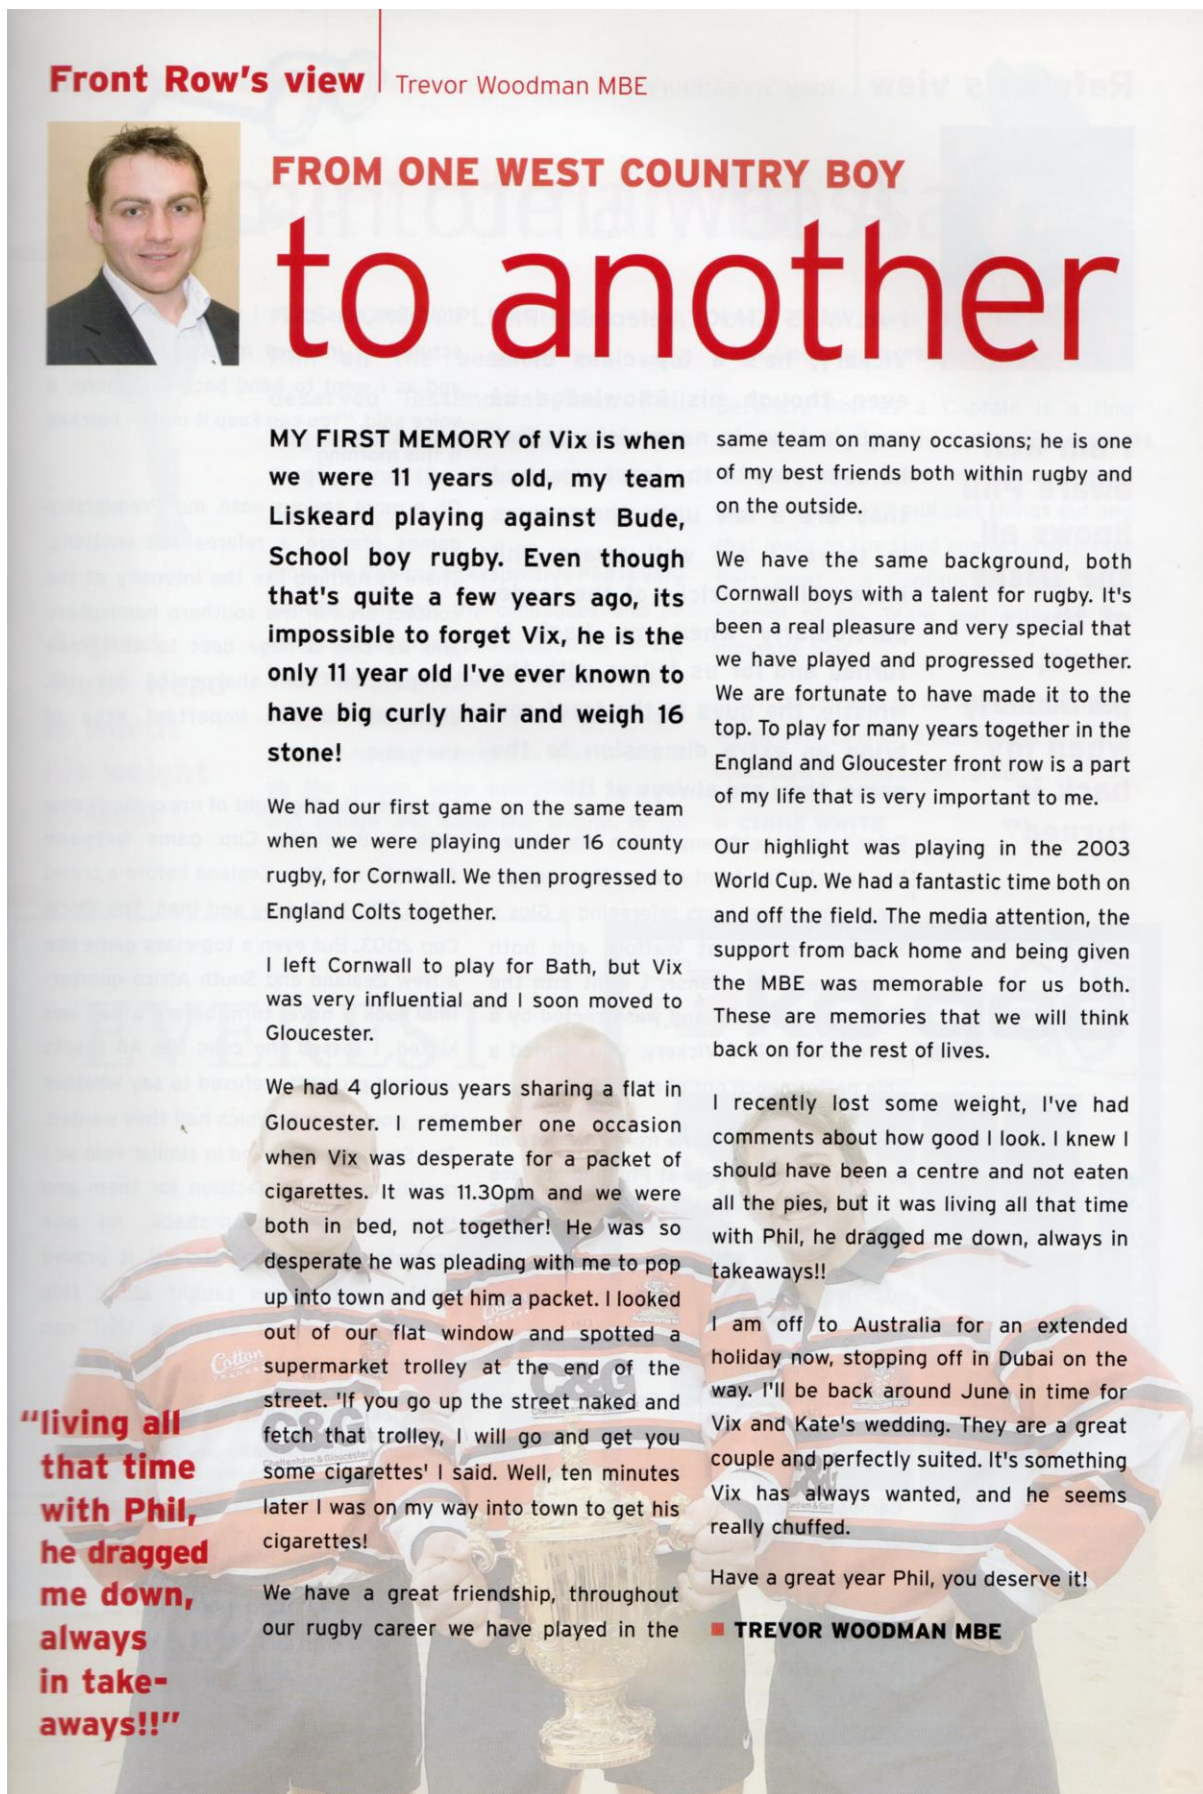 Front Row's view
Trevor Woodman MBE
FROM ONE WEST COUNTRY BOY
to another
MY FIRST MEMORY of Vix is when
we were 11 years old, my team
Liskeard playing against Bude,
School boy rugby. Even though
that's quite a few years ago, its
impossible to forget Vix, he is the
only 11 year old I've ever known to
have big curly hair and weigh 16
stone!
We had our first game on the same team
when we were playing under 16 county
rugby, for Cornwall. We then progressed to
England Colts together.
I left Cornwall to play for Bath, but Vix
was very influential and I soon moved to
Gloucester.
We had 4 glorious years sharing a flat in
Gloucester. I remember one occasion
when Vix was desperate for a packet of
cigarettes. It was 11.30pm and we were
both in bed, not together! He was so
desperate he was pleading with me to pop
up into town and get him a packet. I looked
out of our flat window and spotted a
supermarket trolley at the end of the
street. 'If you go up the street naked and
fetch that trolley, I will go and get you
some cigarettes' I said. Well, ten minutes
later I was on my way into town to get his
cigarettes!
We have a great friendship, throughout
our rugby career we have played in the
same team on many occasions; he is one
of my best friends both within rugby and
on the outside.
We have the same background, both
Cornwall boys with a talent for rugby. It's
been a real pleasure and very special that
we have played and progressed together.
We are fortunate to have made it to the
top. To play for many years together in the
England and Gloucester front row is a part
of my life that is very important to me.
Our highlight was playing in the 2003
World Cup. We had a fantastic time both on
and off the field. The media attention, the
support from back home and being given
the MBE was memorable for us both.
These are memories that we will think
back on for the rest of lives.
I recently lost some weight, I've had
comments about how good I look. I knew I
should have been a centre and not eaten
all the pies, but it was living all that time
with Phil, he dragged me down, always in
takeaways!!
I am off to Australia for an extended
holiday now, stopping off in Dubai on the
way. I'll be back around June in time for
Vix and Kate's wedding. They are a great
couple and perfectly suited. It's something
Vix has always wanted, and he seems
really chuffed.
Have a great year Phil, you deserve it!
■ TREVOR WOODMAN MBE
"living all
that time
with Phil,
he dragged
me down,
always
in take-
aways!!"
Cotton
C&G
Cheltenham & Gloucester
C&G